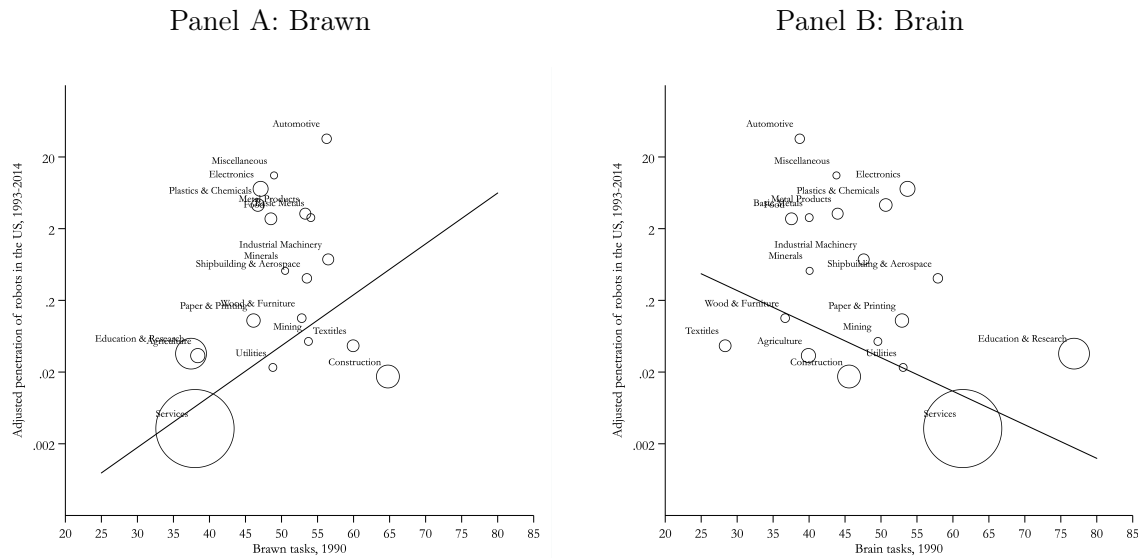 Panel A: Brawn
Adjusted penetration of robots in the US, 1993-2014
20
2
.2
.02
.002
Automotive
Miscellaneous
Electronics
Plastics & Chemicals
Metal Products
Food
Basic Metals
Industrial Machinery
Minerals
Shipbuilding & Aerospace
Paper & Printing
Wood & Furniture
Mining
Textitles
Education & Research
Agriculture
Utilities
Construction
Services
20 25 30 35 40 45 50 55 60 65 70 75 80 85
Brawn tasks, 1990
Panel B: Brain
Adjusted penetration of robots in the US, 1993-2014
20
2
.2
.02
.002
Automotive
Miscellaneous
Electronics
Plastics & Chemicals
Metal Products
Basic Metals
Food
Industrial Machinery
Minerals
Shipbuilding & Aerospace
Wood & Furniture
Paper & Printing
Mining
Textitles
Agriculture
Education & Research
Utilities
Construction
Services
20 25 30 35 40 45 50 55 60 65 70 75 80 85
Brain tasks, 1990